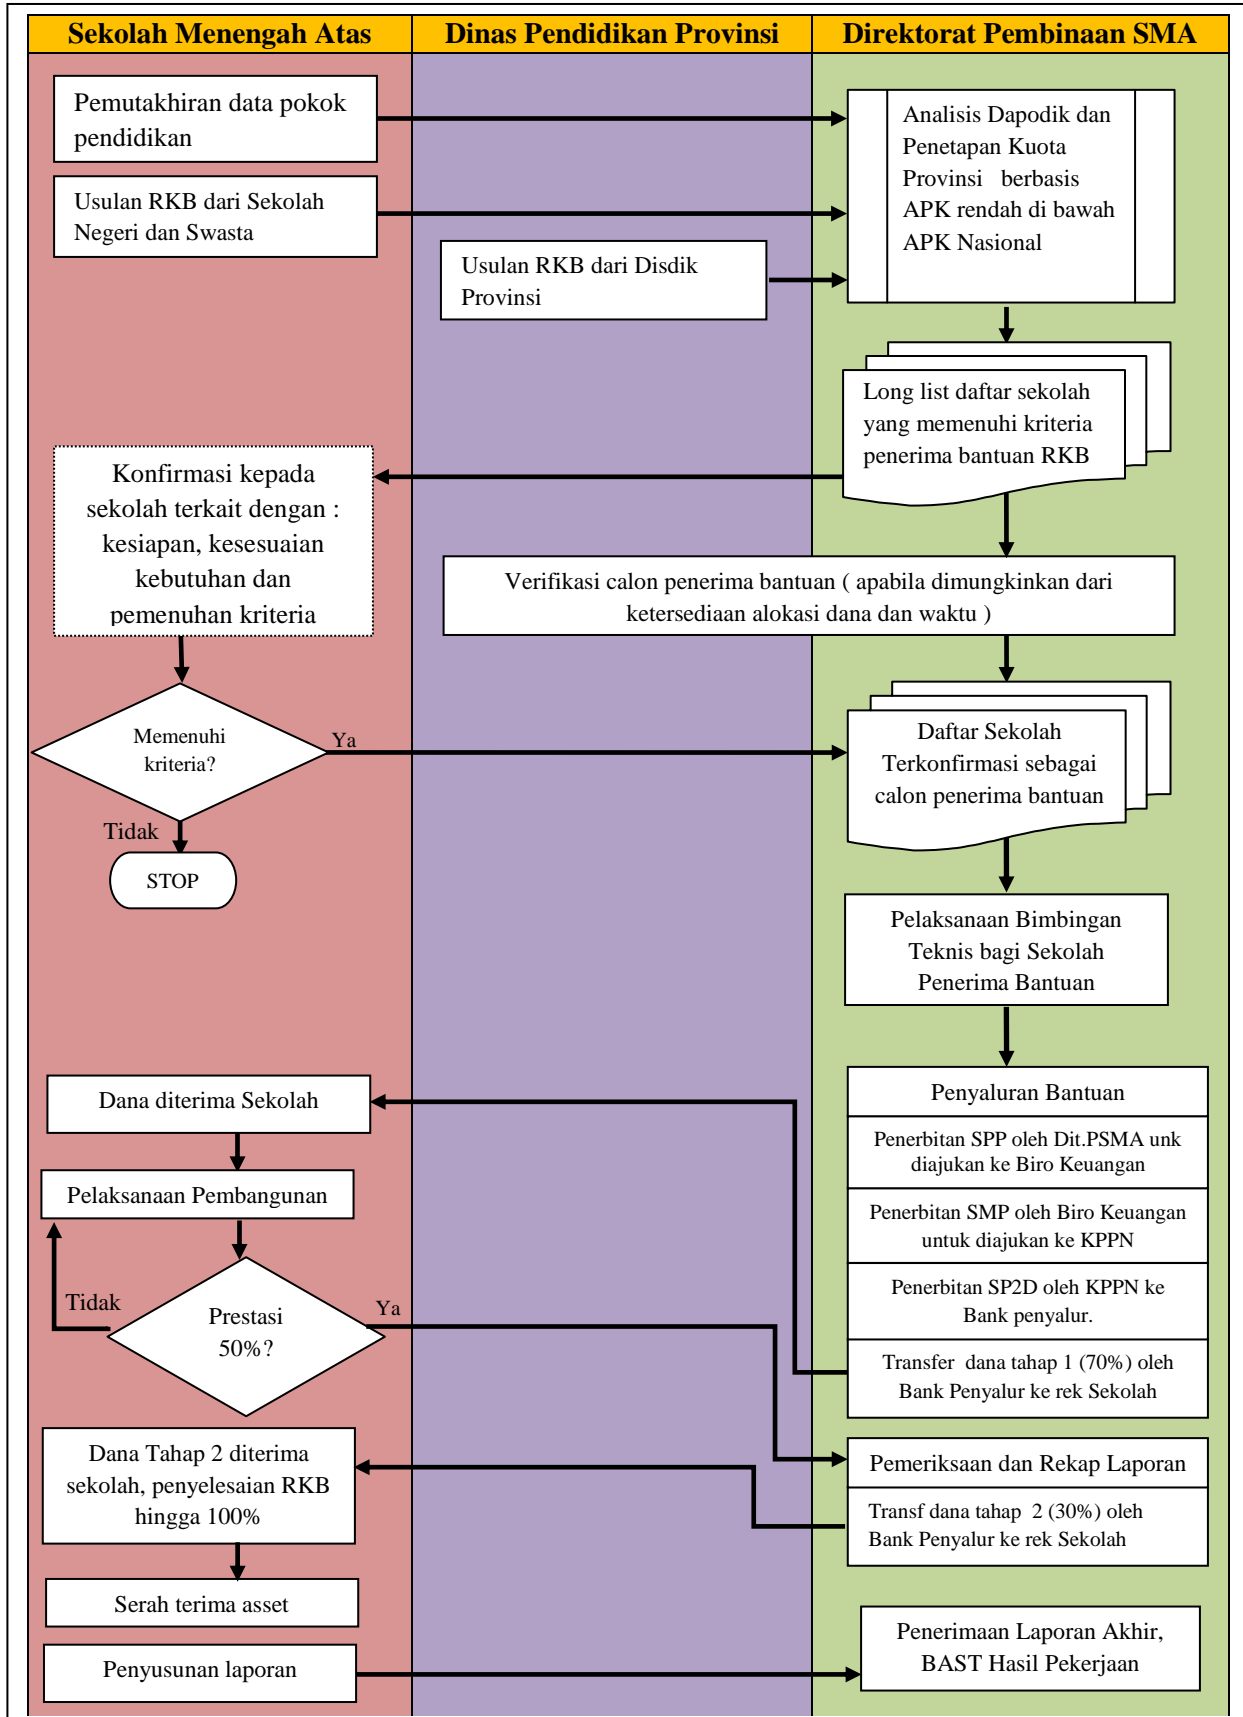 Sekolah Menengah Atas
Dinas Pendidikan Provinsi
Direktorat Pembinaan SMA
Pemutakhiran data pokok
pendidikan
Analisis Dapodik dan
Penetapan Kuota
Provinsi berbasis
APK rendah di bawah
APK Nasional
Usulan RKB dari Sekolah
Negeri dan Swasta
Usulan RKB dari Disdik
Provinsi
Long list daftar sekolah
yang memenuhi kriteria
penerima bantuan RKB
Konfirmasi kepada
sekolah terkait dengan :
kesiapan, kesesuaian
kebutuhan dan
pemenuhan kriteria
Verifikasi calon penerima bantuan ( apabila dimungkinkan dari
ketersediaan alokasi dana dan waktu )
Memenuhi
kriteria?
Ya
Tidak
STOP
Daftar Sekolah
Terkonfirmasi sebagai
calon penerima bantuan
Pelaksanaan Bimbingan
Teknis bagi Sekolah
Penerima Bantuan
Penyaluran Bantuan
Penerbitan SPP oleh Dit.PSMA unk
diajukan ke Biro Keuangan
Penerbitan SMP oleh Biro Keuangan
untuk diajukan ke KPPN
Penerbitan SP2D oleh KPPN ke
Bank penyalur.
Transfer dana tahap 1 (70%) oleh
Bank Penyalur ke rek Sekolah
Dana diterima Sekolah
Pelaksanaan Pembangunan
Tidak
Prestasi
50%?
Ya
Pemeriksaan dan Rekap Laporan
Transf dana tahap 2 (30%) oleh
Bank Penyalur ke rek Sekolah
Dana Tahap 2 diterima
sekolah, penyelesaian RKB
hingga 100%
Serah terima asset
Penyusunan laporan
Penerimaan Laporan Akhir,
BAST Hasil Pekerjaan